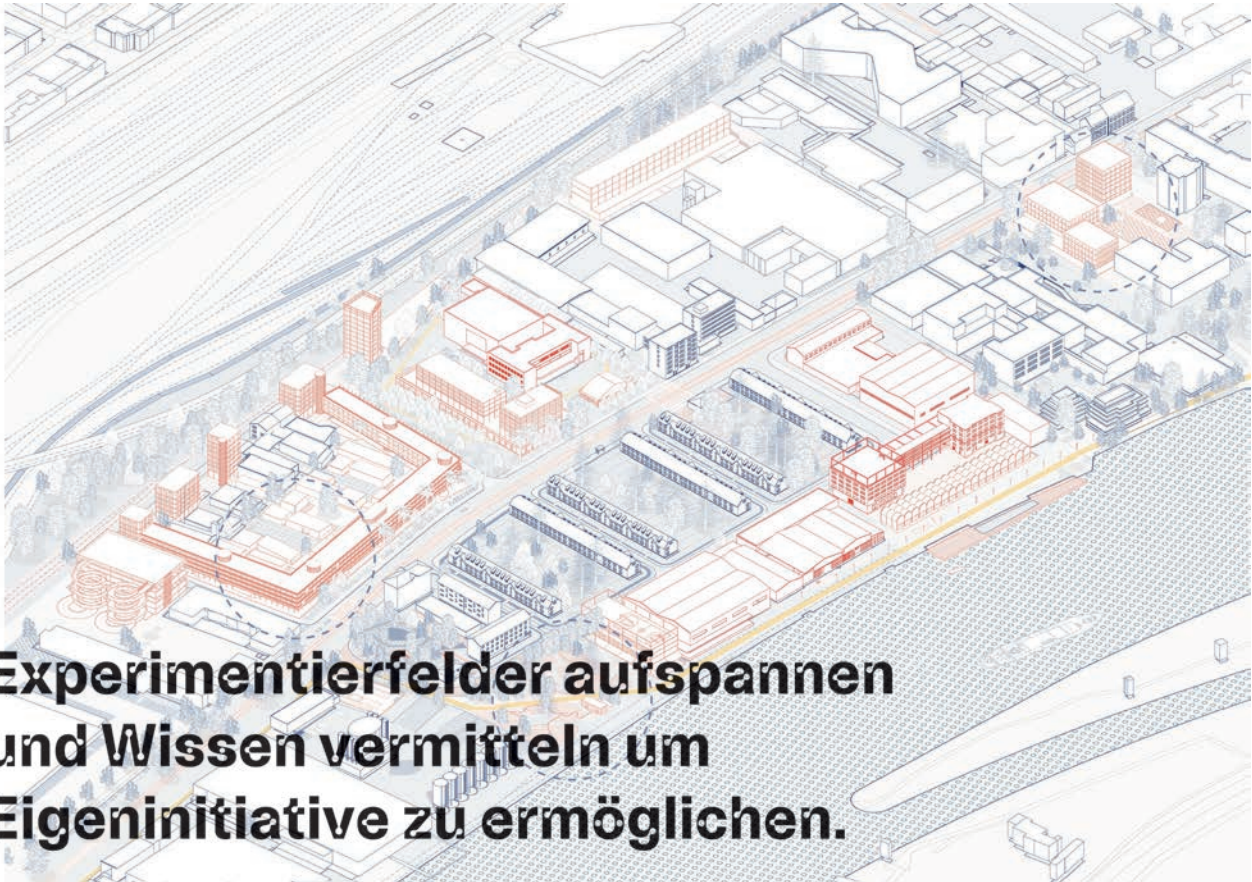 Experimentierfelder aufspannen
und Wissen vermitteln um
Eigeninitiative zu ermöglichen.